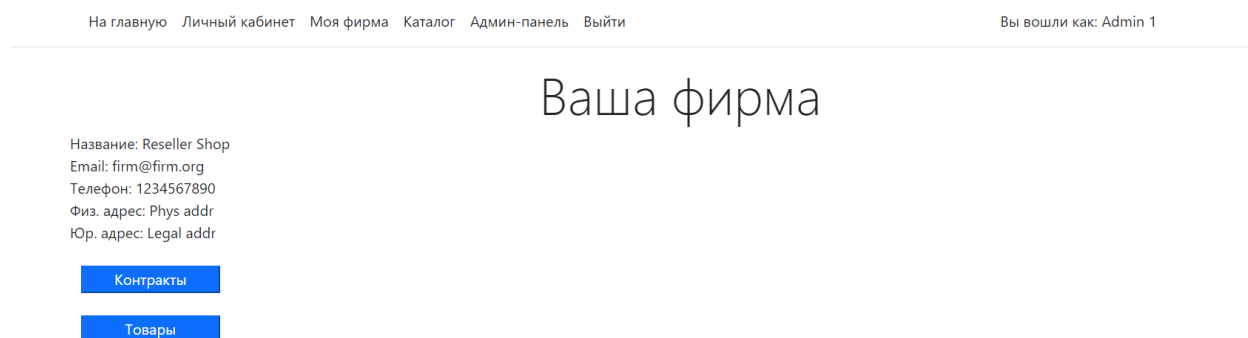 На главную Личный кабинет Моя фирма Каталог Админ-панель Выйти Вы вошли как: Admin 1
Ваша фирма
Название: Reseller Shop
Email: firm@firm.org
Телефон: 1234567890
Физ. адрес: Phys addr
Юр. адрес: Legal addr
Контракты
Товары